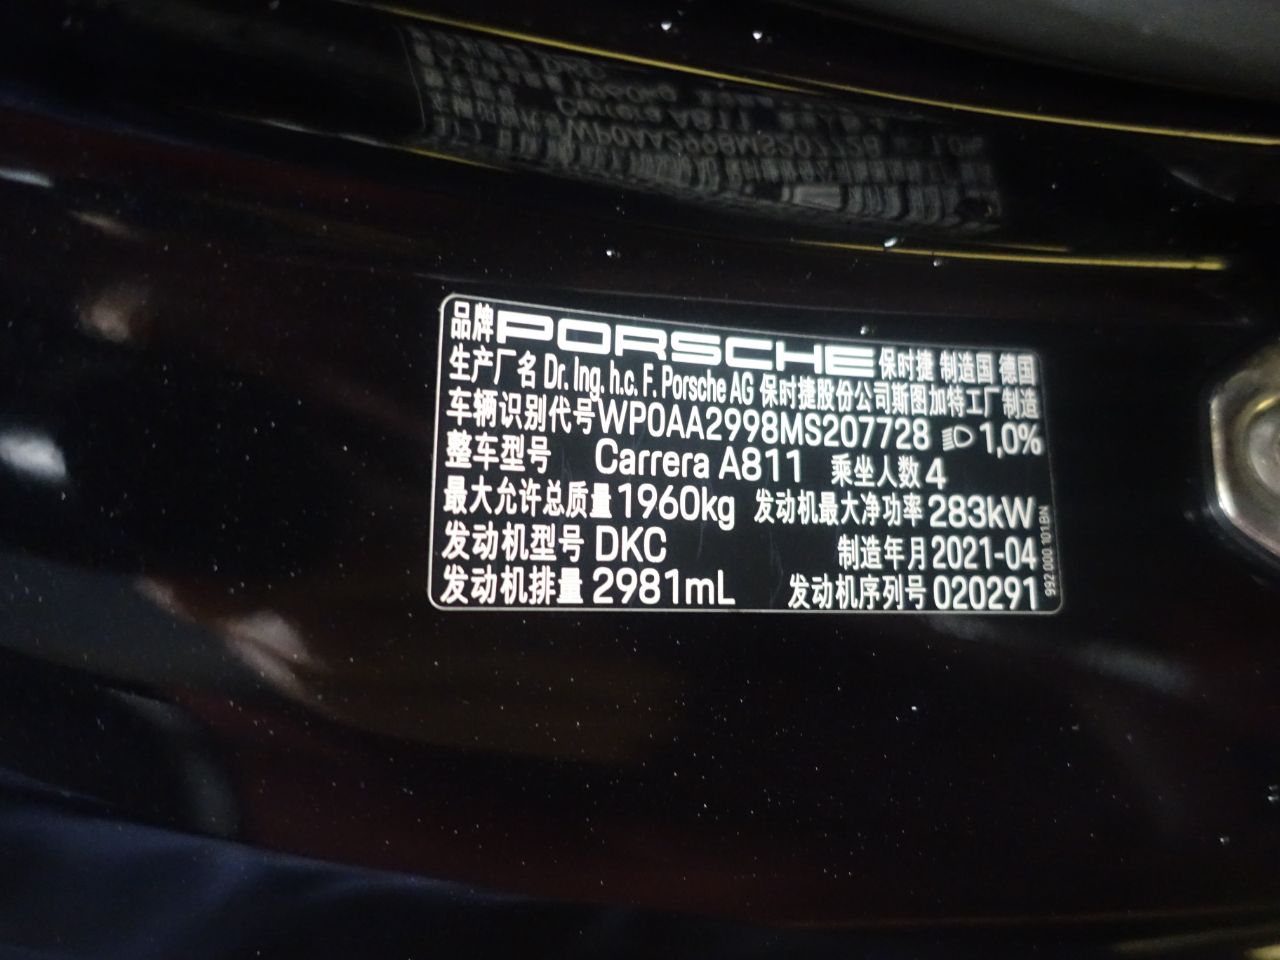 品牌 PORSCHE 保时捷 制造国 德国
生产厂名 Dr. Ing. h.c. F. Porsche AG 保时捷股份公司斯图加特工厂制造
车辆识别代号 WP0AA2998MS207728 1,0%
整车型号 Carrera A811 乘坐人数 4
最大允许总质量 1960kg 发动机最大净功率 283kW
发动机型号 DKC 制造年月 2021-04
发动机排量 2981mL 发动机序列号 020291
992 000 101 BN